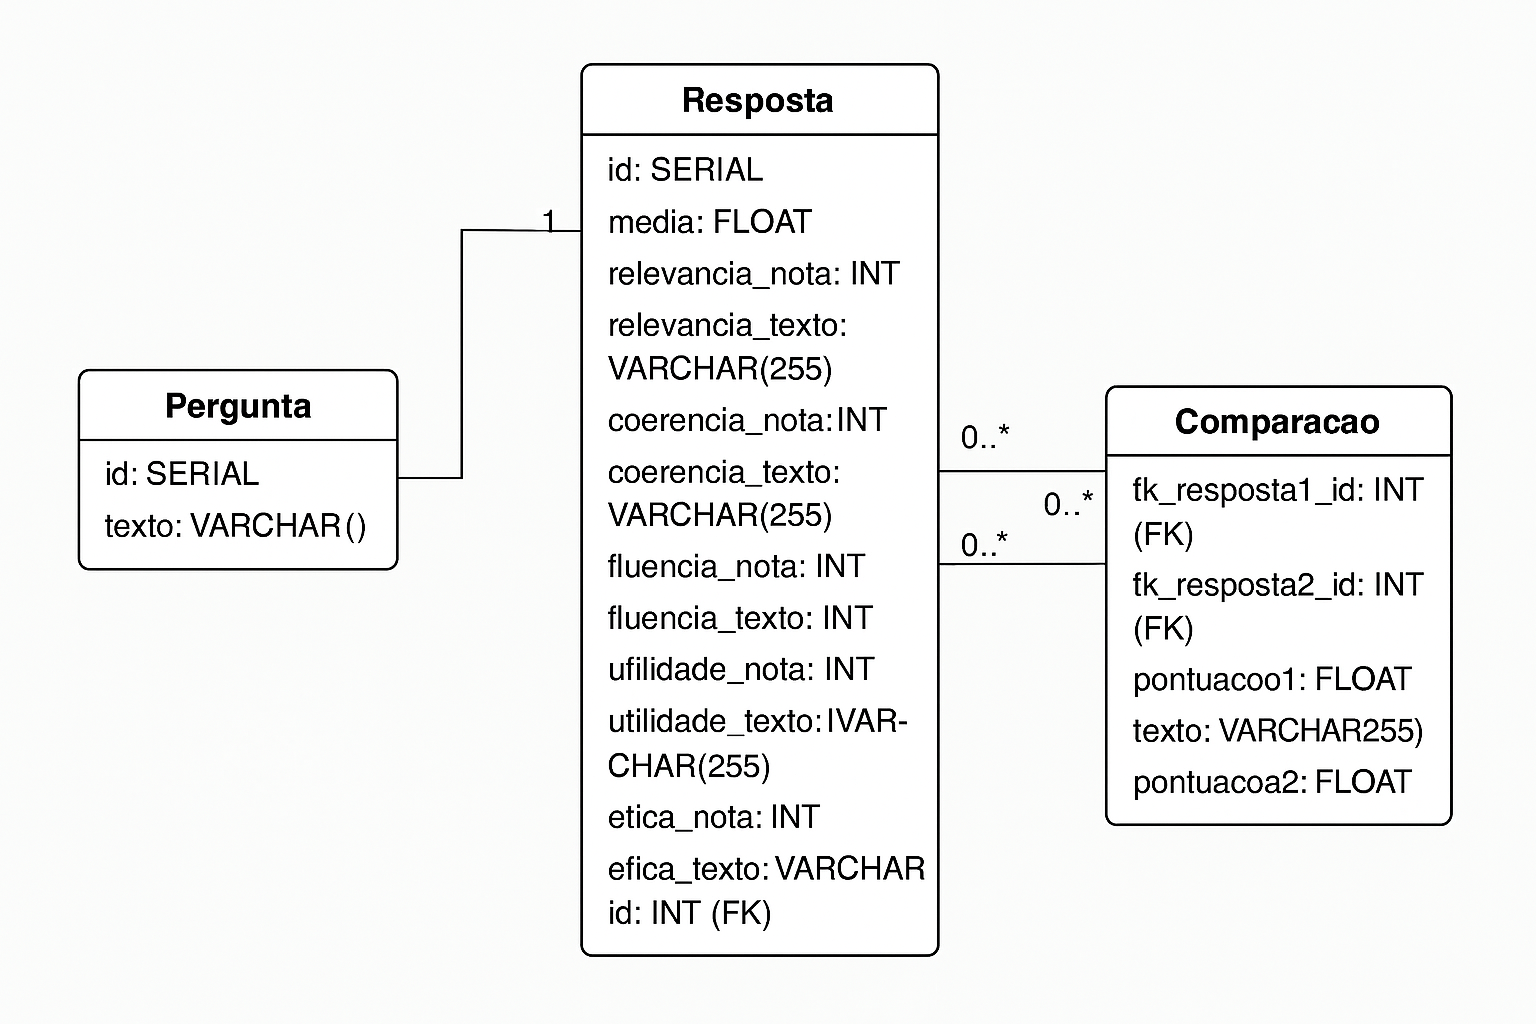 Pergunta
id: SERIAL
texto: VARCHAR()
1
Resposta
id: SERIAL
media: FLOAT
relevancia_nota: INT
relevancia_texto:
VARCHAR(255)
coerencia_nota:INT
coerencia_texto:
VARCHAR(255)
fluencia_nota: INT
fluencia_texto: INT
ufilidade_nota: INT
utilidade_texto:IVAR-
CHAR(255)
etica_nota: INT
efica_texto: VARCHAR
id: INT (FK)
0..*
0..*
0..*
Comparacao
fk_resposta1_id: INT
(FK)
fk_resposta2_id: INT
(FK)
pontuacoo1: FLOAT
texto: VARCHAR255)
pontuacoa2: FLOAT